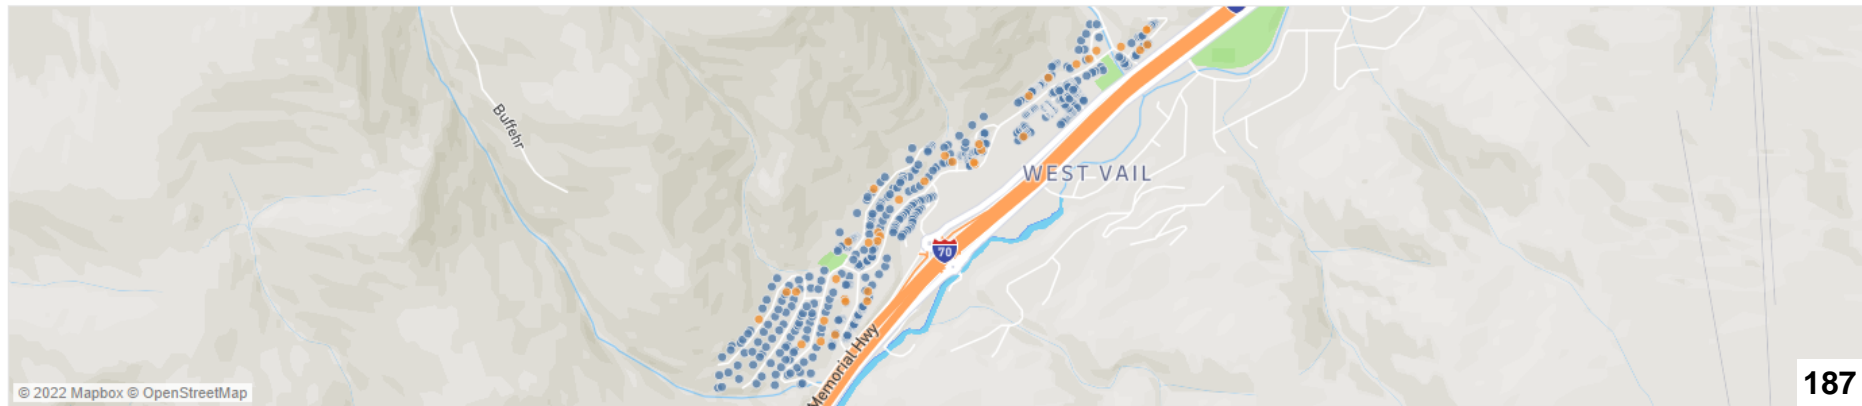 Buffehr
WEST VAIL
70
Memorial Hwy
© 2022 Mapbox © OpenStreetMap
187